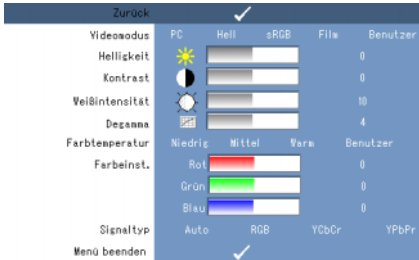 Zurück
Videomodus PC Hell sRGB Film Benutzer
Helligkeit 0
Kontrast 0
Weißintensität 10
Degamma 4
Farbtemperatur Niedrig Mittel Warm Benutzer
Farbeinst. Rot 0
Grün 0
Blau 0
Signaltyp Auto RGB YCbCr YPbPr
Menü beenden